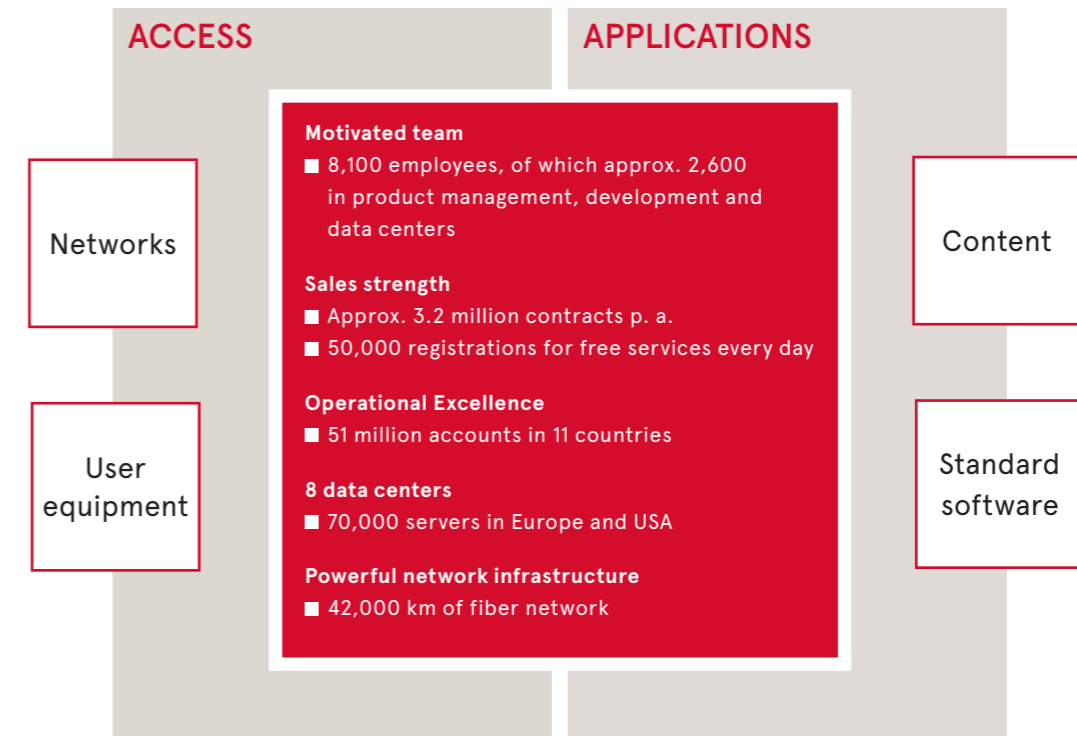 ACCESS
APPLICATIONS
Networks
User
equipment
Motivated team
■ 8,100 employees, of which approx. 2,600
in product management, development and
data centers
Sales strength
■ Approx. 3.2 million contracts p. a.
■ 50,000 registrations for free services every day
Operational Excellence
■ 51 million accounts in 11 countries
8 data centers
■ 70,000 servers in Europe and USA
Powerful network infrastructure
■ 42,000 km of fiber network
Content
Standard
software